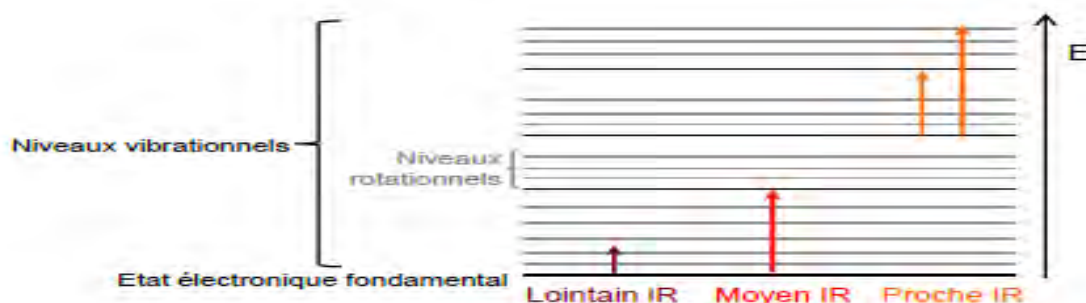 E
Niveaux vibrationnels
Niveaux
rotationnels
Etat électronique fondamental
Lointain IR Moyen IR Proche IR